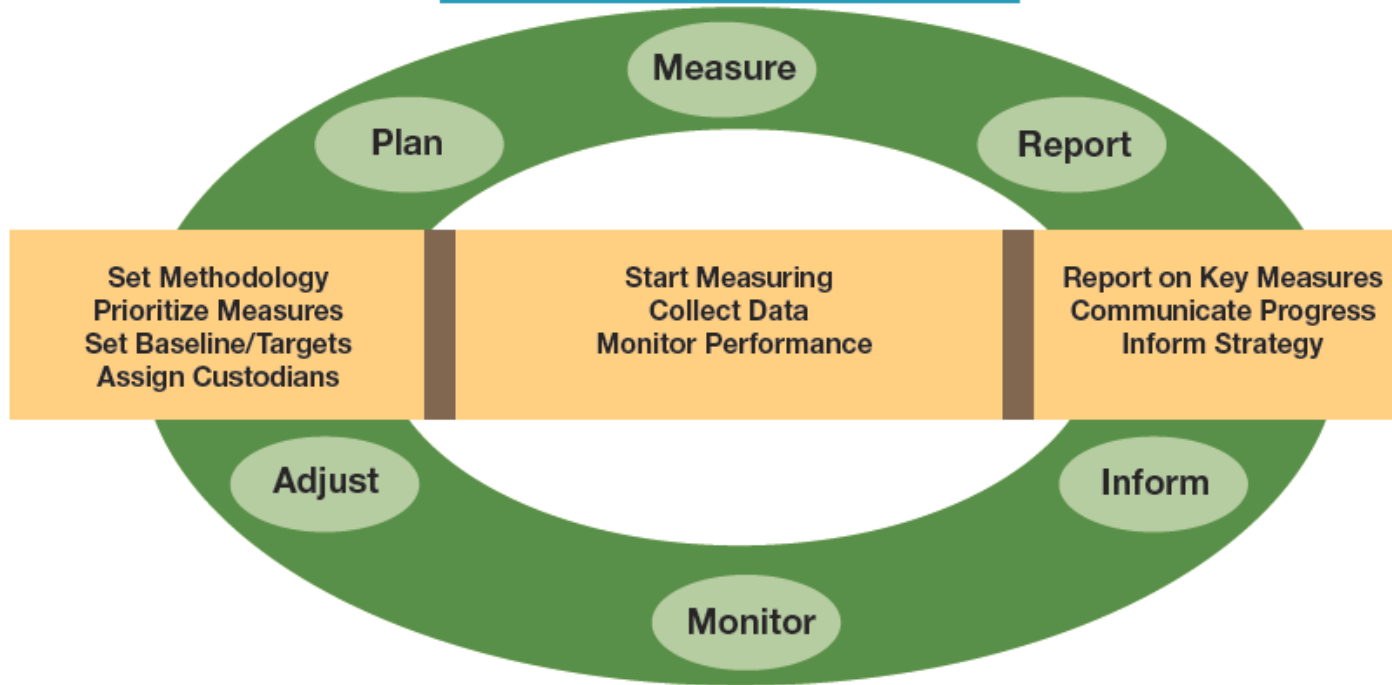 Measure
Plan
Report
Set Methodology
Prioritize Measures
Set Baseline/Targets
Assign Custodians
Start Measuring
Collect Data
Monitor Performance
Report on Key Measures
Communicate Progress
Inform Strategy
Adjust
Inform
Monitor